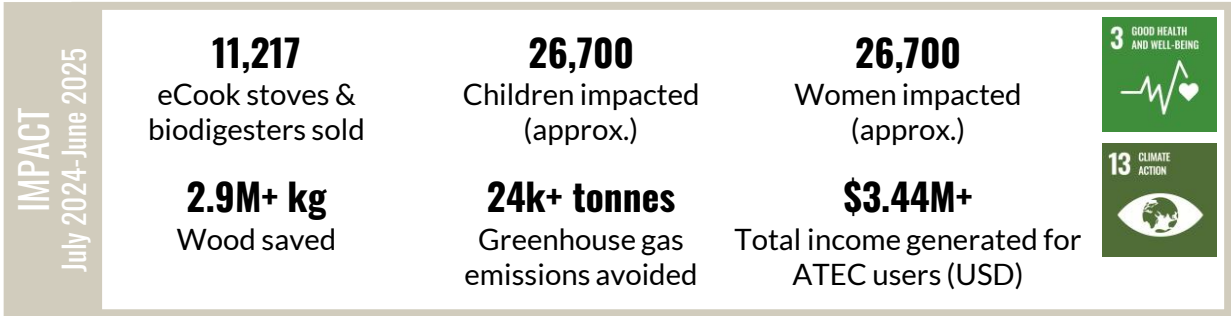 IMPACT
July 2024-June 2025
11,217
eCook stoves &
biodigesters sold
26,700
Children impacted
(approx.)
26,700
Women impacted
(approx.)
2.9M+ kg
Wood saved
24k+ tonnes
Greenhouse gas
emissions avoided
$3.44M+
Total income generated for
ATEC users (USD)
3 GOOD HEALTH
AND WELL-BEING
13 CLIMATE
ACTION